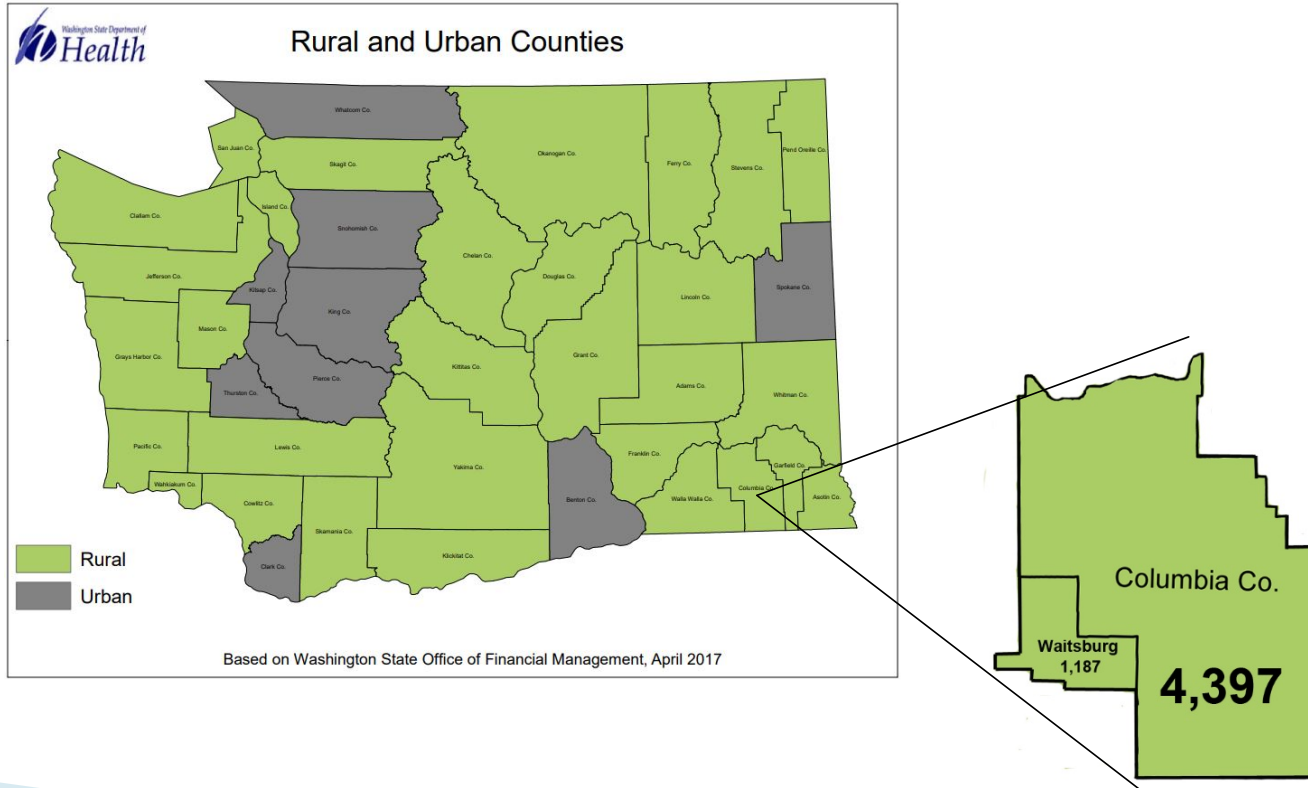 Washington State Department of
Health
Rural and Urban Counties
Whatcom Co.
San Juan Co.
Skagit Co.
Okanogan Co.
Ferry Co.
Stevens Co.
Pend Oreille Co.
Island Co.
Clallam Co.
Snohomish Co.
Chelan Co.
Douglas Co.
Jefferson Co.
Kitsap Co.
King Co.
Lincoln Co.
Spokane Co.
Mason Co.
Grays Harbor Co.
Grant Co.
Kittitas Co.
Pierce Co.
Thurston Co.
Adams Co.
Whitman Co.
Pacific Co.
Lewis Co.
Yakima Co.
Franklin Co.
Garfield Co.
Wahkiakum Co.
Benton Co.
Walla Walla Co.
Columbia Co.
Asotin Co.
Cowlitz Co.
Skamania Co.
Klickitat Co.
Clark Co.
Rural
Urban
Based on Washington State Office of Financial Management, April 2017
Columbia Co.
Waitsburg
1,187
4,397